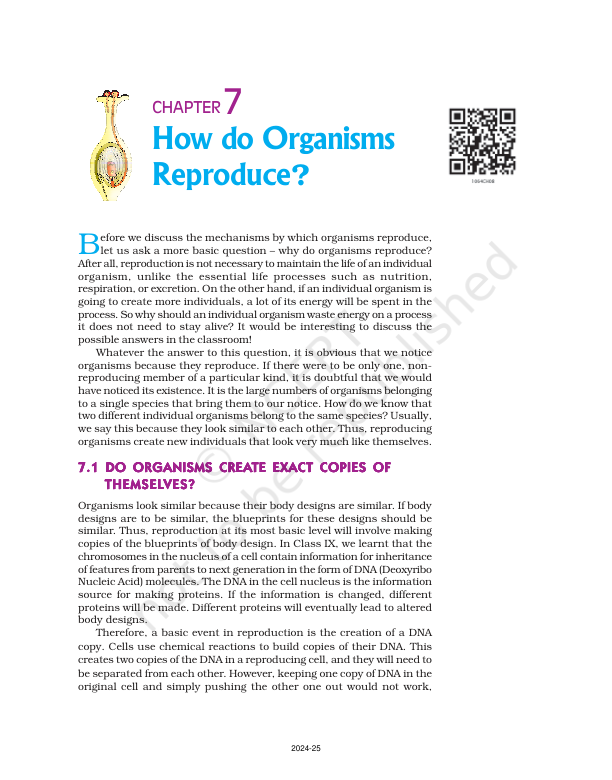 CHAPTER 7
How do Organisms
Reproduce?
1064CH08
Before we discuss the mechanisms by which organisms reproduce,
let us ask a more basic question – why do organisms reproduce?
After all, reproduction is not necessary to maintain the life of an individual
organism, unlike the essential life processes such as nutrition,
respiration, or excretion. On the other hand, if an individual organism is
going to create more individuals, a lot of its energy will be spent in the
process. So why should an individual organism waste energy on a process
it does not need to stay alive? It would be interesting to discuss the
possible answers in the classroom!
Whatever the answer to this question, it is obvious that we notice
organisms because they reproduce. If there were to be only one, non-
reproducing member of a particular kind, it is doubtful that we would
have noticed its existence. It is the large numbers of organisms belonging
to a single species that bring them to our notice. How do we know that
two different individual organisms belong to the same species? Usually,
we say this because they look similar to each other. Thus, reproducing
organisms create new individuals that look very much like themselves.
7.1 DO ORGANISMS CREATE EXACT COPIES OF
THEMSELVES?
Organisms look similar because their body designs are similar. If body
designs are to be similar, the blueprints for these designs should be
similar. Thus, reproduction at its most basic level will involve making
copies of the blueprints of body design. In Class IX, we learnt that the
chromosomes in the nucleus of a cell contain information for inheritance
of features from parents to next generation in the form of DNA (Deoxyribo
Nucleic Acid) molecules. The DNA in the cell nucleus is the information
source for making proteins. If the information is changed, different
proteins will be made. Different proteins will eventually lead to altered
body designs.
Therefore, a basic event in reproduction is the creation of a DNA
copy. Cells use chemical reactions to build copies of their DNA. This
creates two copies of the DNA in a reproducing cell, and they will need to
be separated from each other. However, keeping one copy of DNA in the
original cell and simply pushing the other one out would not work,
© NCERT
not to be republished
2024-25